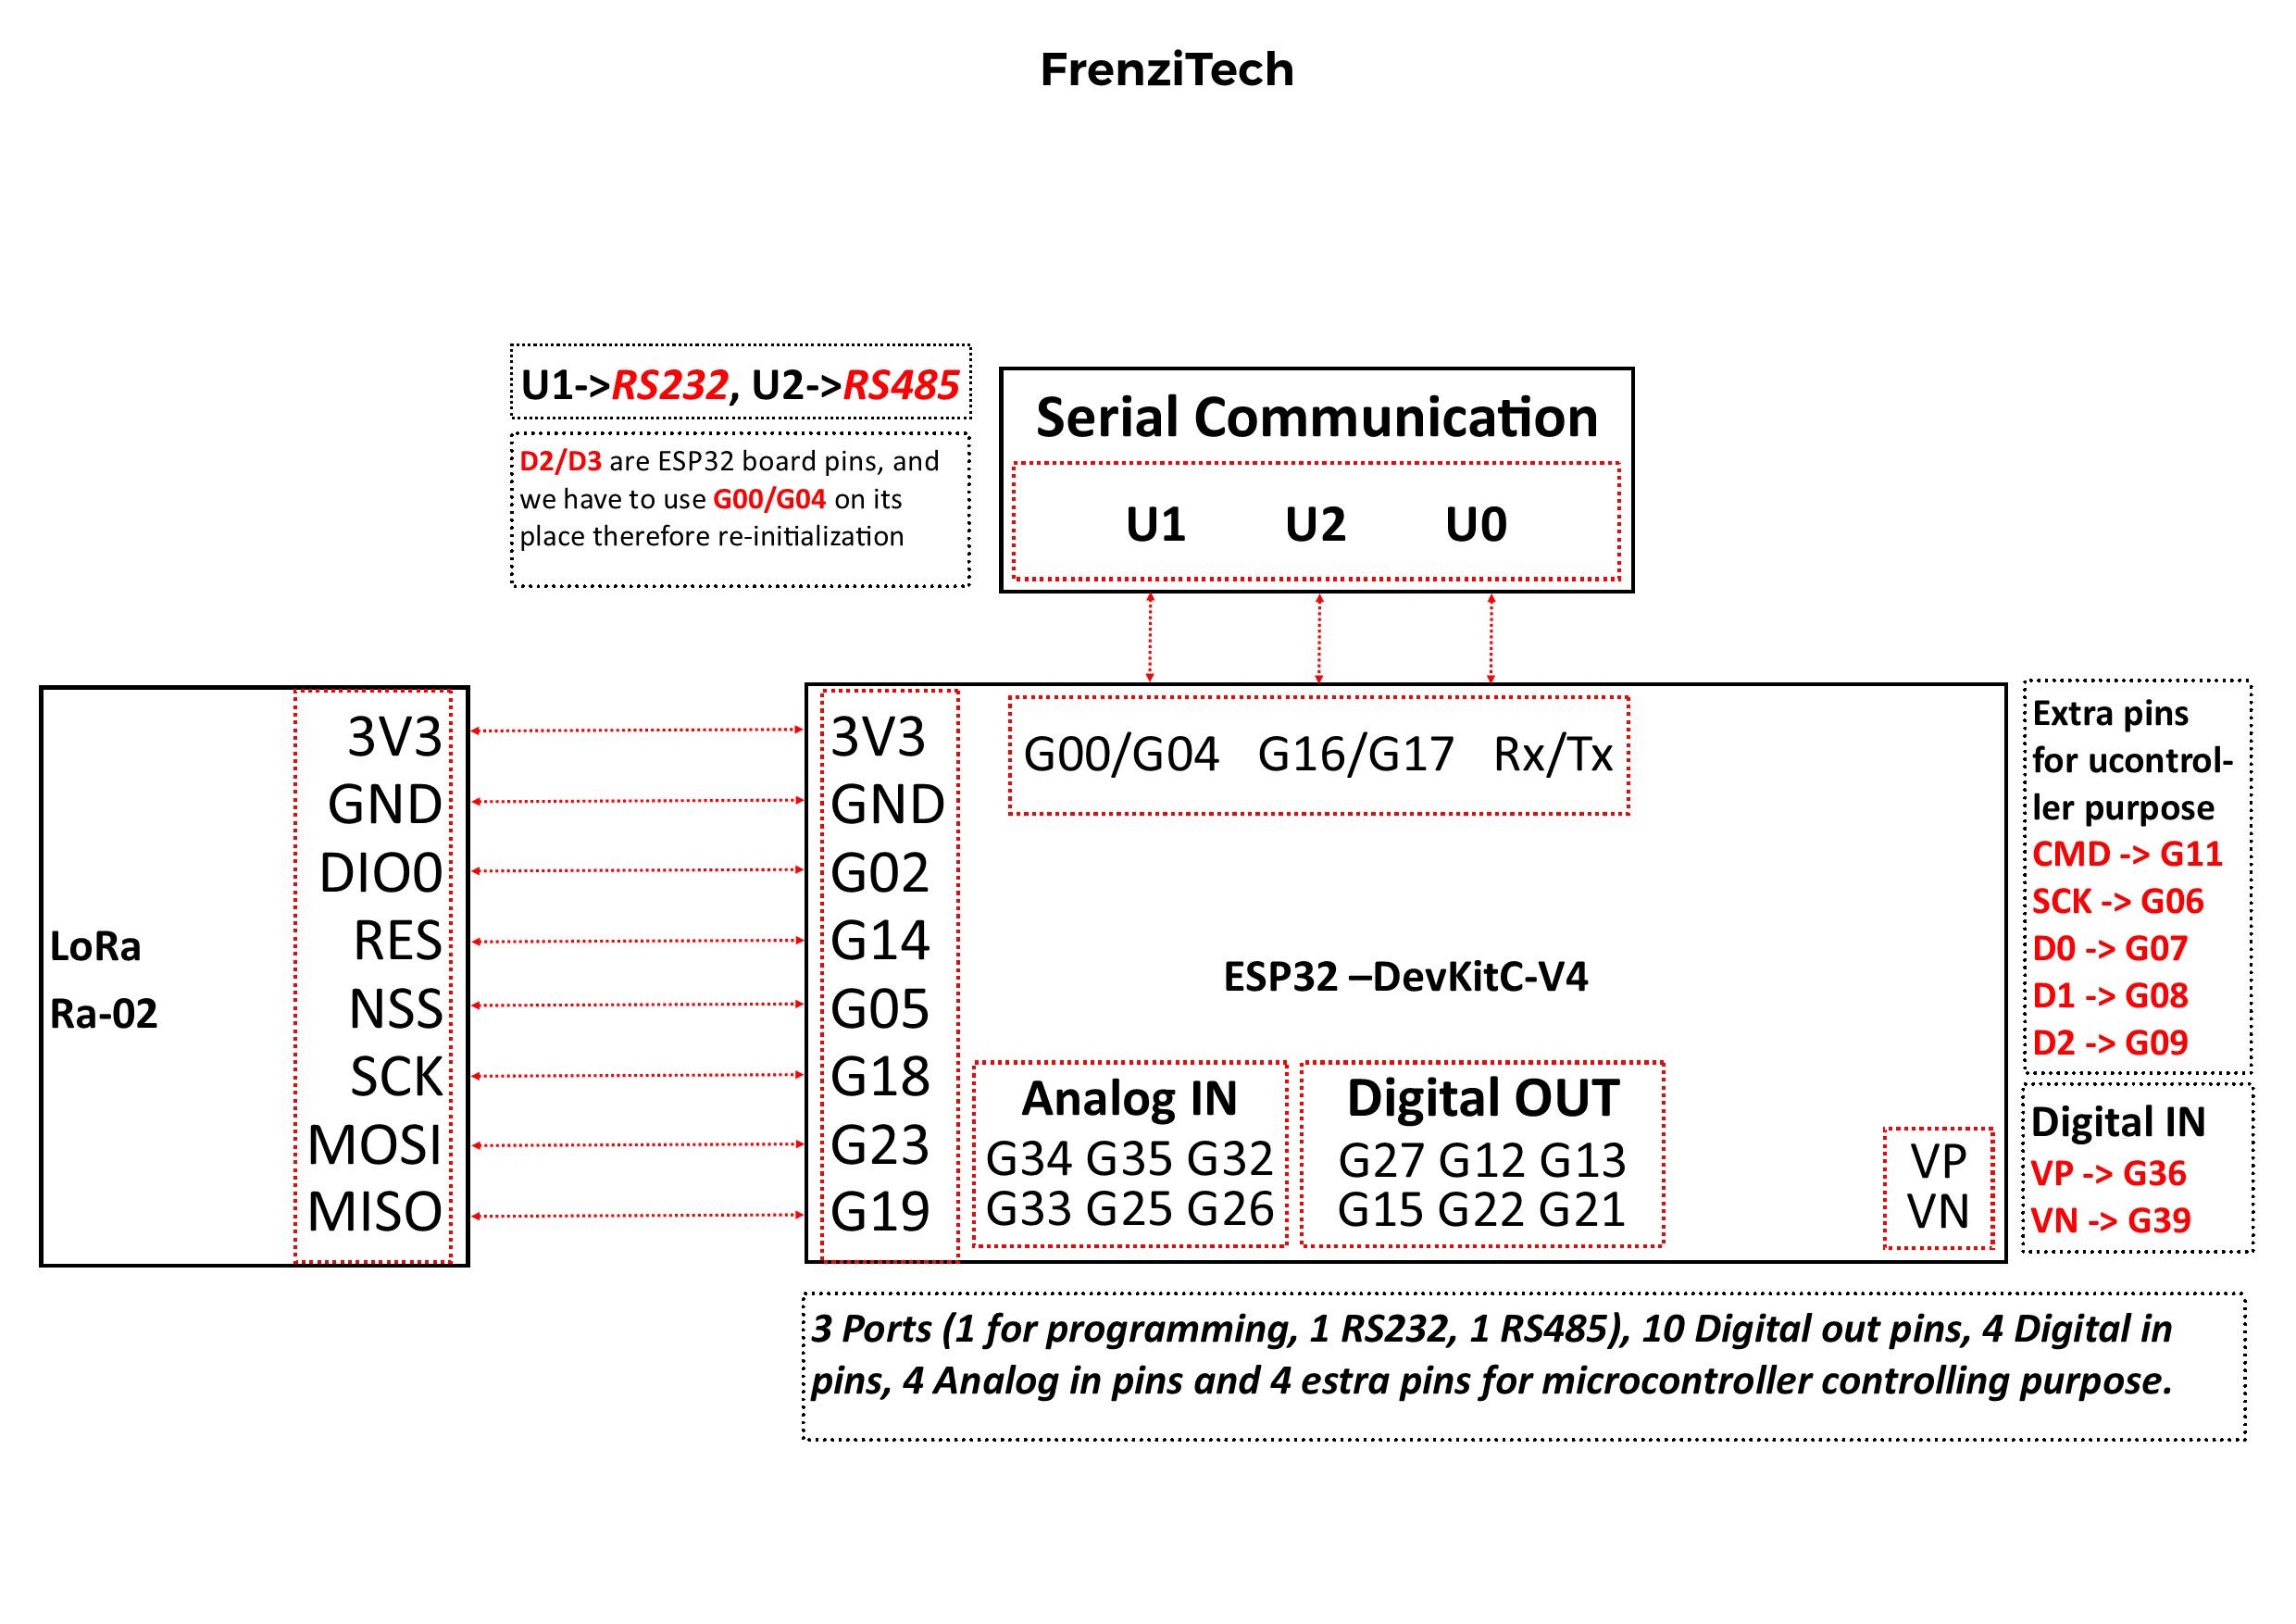 FrenziTech
U1->RS232, U2->RS485
D2/D3 are ESP32 board pins, and
we have to use G00/G04 on its
place therefore re-initialization
Serial Communication
U1 U2 U0
LoRa
Ra-02
3V3
GND
DIO0
RES
NSS
SCK
MOSI
MISO
3V3
GND
G02
G14
G05
G18
G23
G19
G00/G04 G16/G17 Rx/Tx
ESP32 –DevKitC-V4
Analog IN
G34 G35 G32
G33 G25 G26
Digital OUT
G27 G12 G13
G15 G22 G21
VP
VN
Extra pins
for ucontrol-
ler purpose
CMD -> G11
SCK -> G06
D0 -> G07
D1 -> G08
D2 -> G09
Digital IN
VP -> G36
VN -> G39
3 Ports (1 for programming, 1 RS232, 1 RS485), 10 Digital out pins, 4 Digital in
pins, 4 Analog in pins and 4 estra pins for microcontroller controlling purpose.